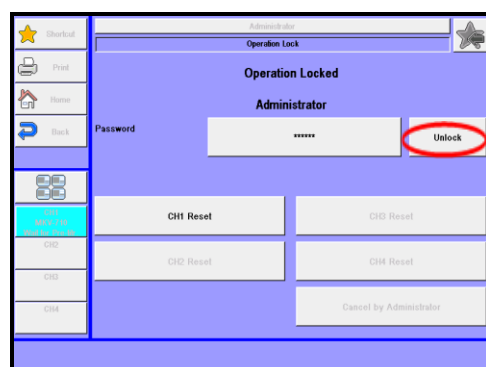 Shortcut
Administrator
Operation Lock
Print
Operation Locked
Home
Administrator
Back
Password
******
Unlock
CH1
CH1 Reset
CH3 Reset
CH2
CH2 Reset
CH4 Reset
CH3
CH4
Cancel by Administrator